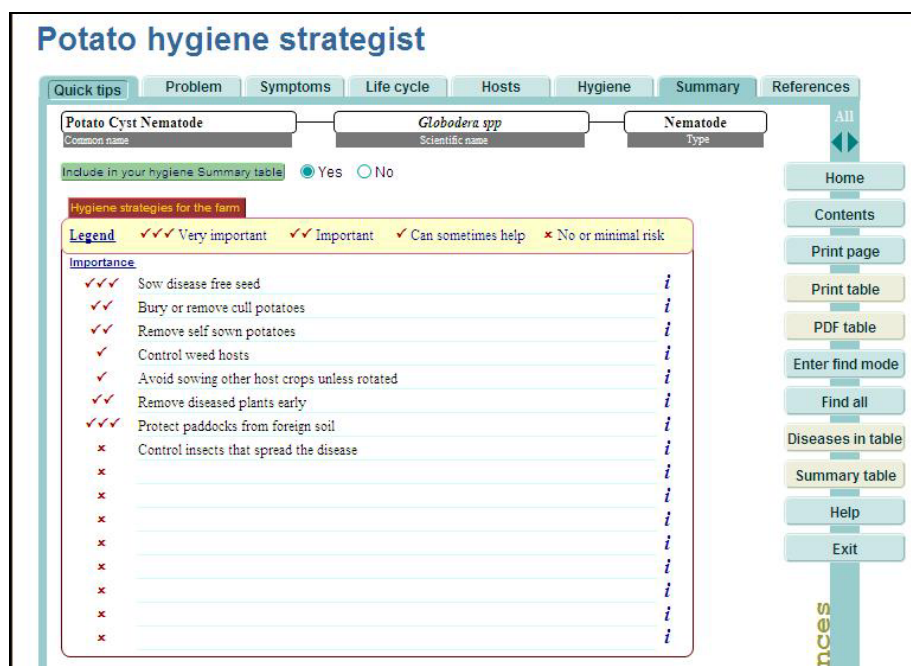 Potato hygiene strategist
Quick tips Problem Symptoms Life cycle Hosts Hygiene Summary References
Potato Cyst Nematode Globodera spp Nematode All
Common name Scientific name Type
Include in your hygiene Summary table Yes No
Home
Hygiene strategies for the farm
Contents
Legend ✓✓✓ Very important ✓✓ Important ✓ Can sometimes help × No or minimal risk
Print page
Importance
✓✓✓ Sow disease free seed i
Print table
✓✓ Bury or remove cull potatoes i
✓✓ Remove self sown potatoes i
PDF table
✓ Control weed hosts i
Enter find mode
✓ Avoid sowing other host crops unless rotated i
✓✓ Remove diseased plants early i
Find all
✓✓✓ Protect paddocks from foreign soil i
Diseases in table
× Control insects that spread the disease i
× i
Summary table
× i
× i
Help
× i
Exit
× i
× i
× i
× i
nces